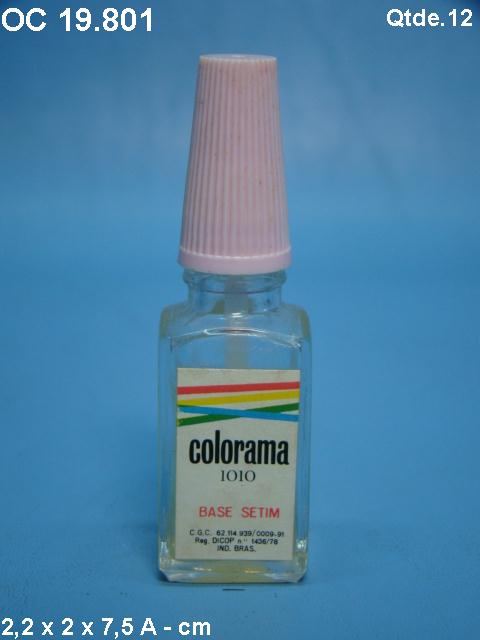 OC 19.801
Qtde.12
colorama
1010
BASE SETIM
C.G.C. 62.114.939/0009-91
Reg. DICOP n.º 1436/78
IND. BRAS.
2,2 x 2 x 7,5 A - cm